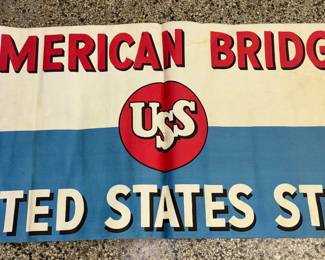 MERICAN BRIDG
USS
TED STATES ST